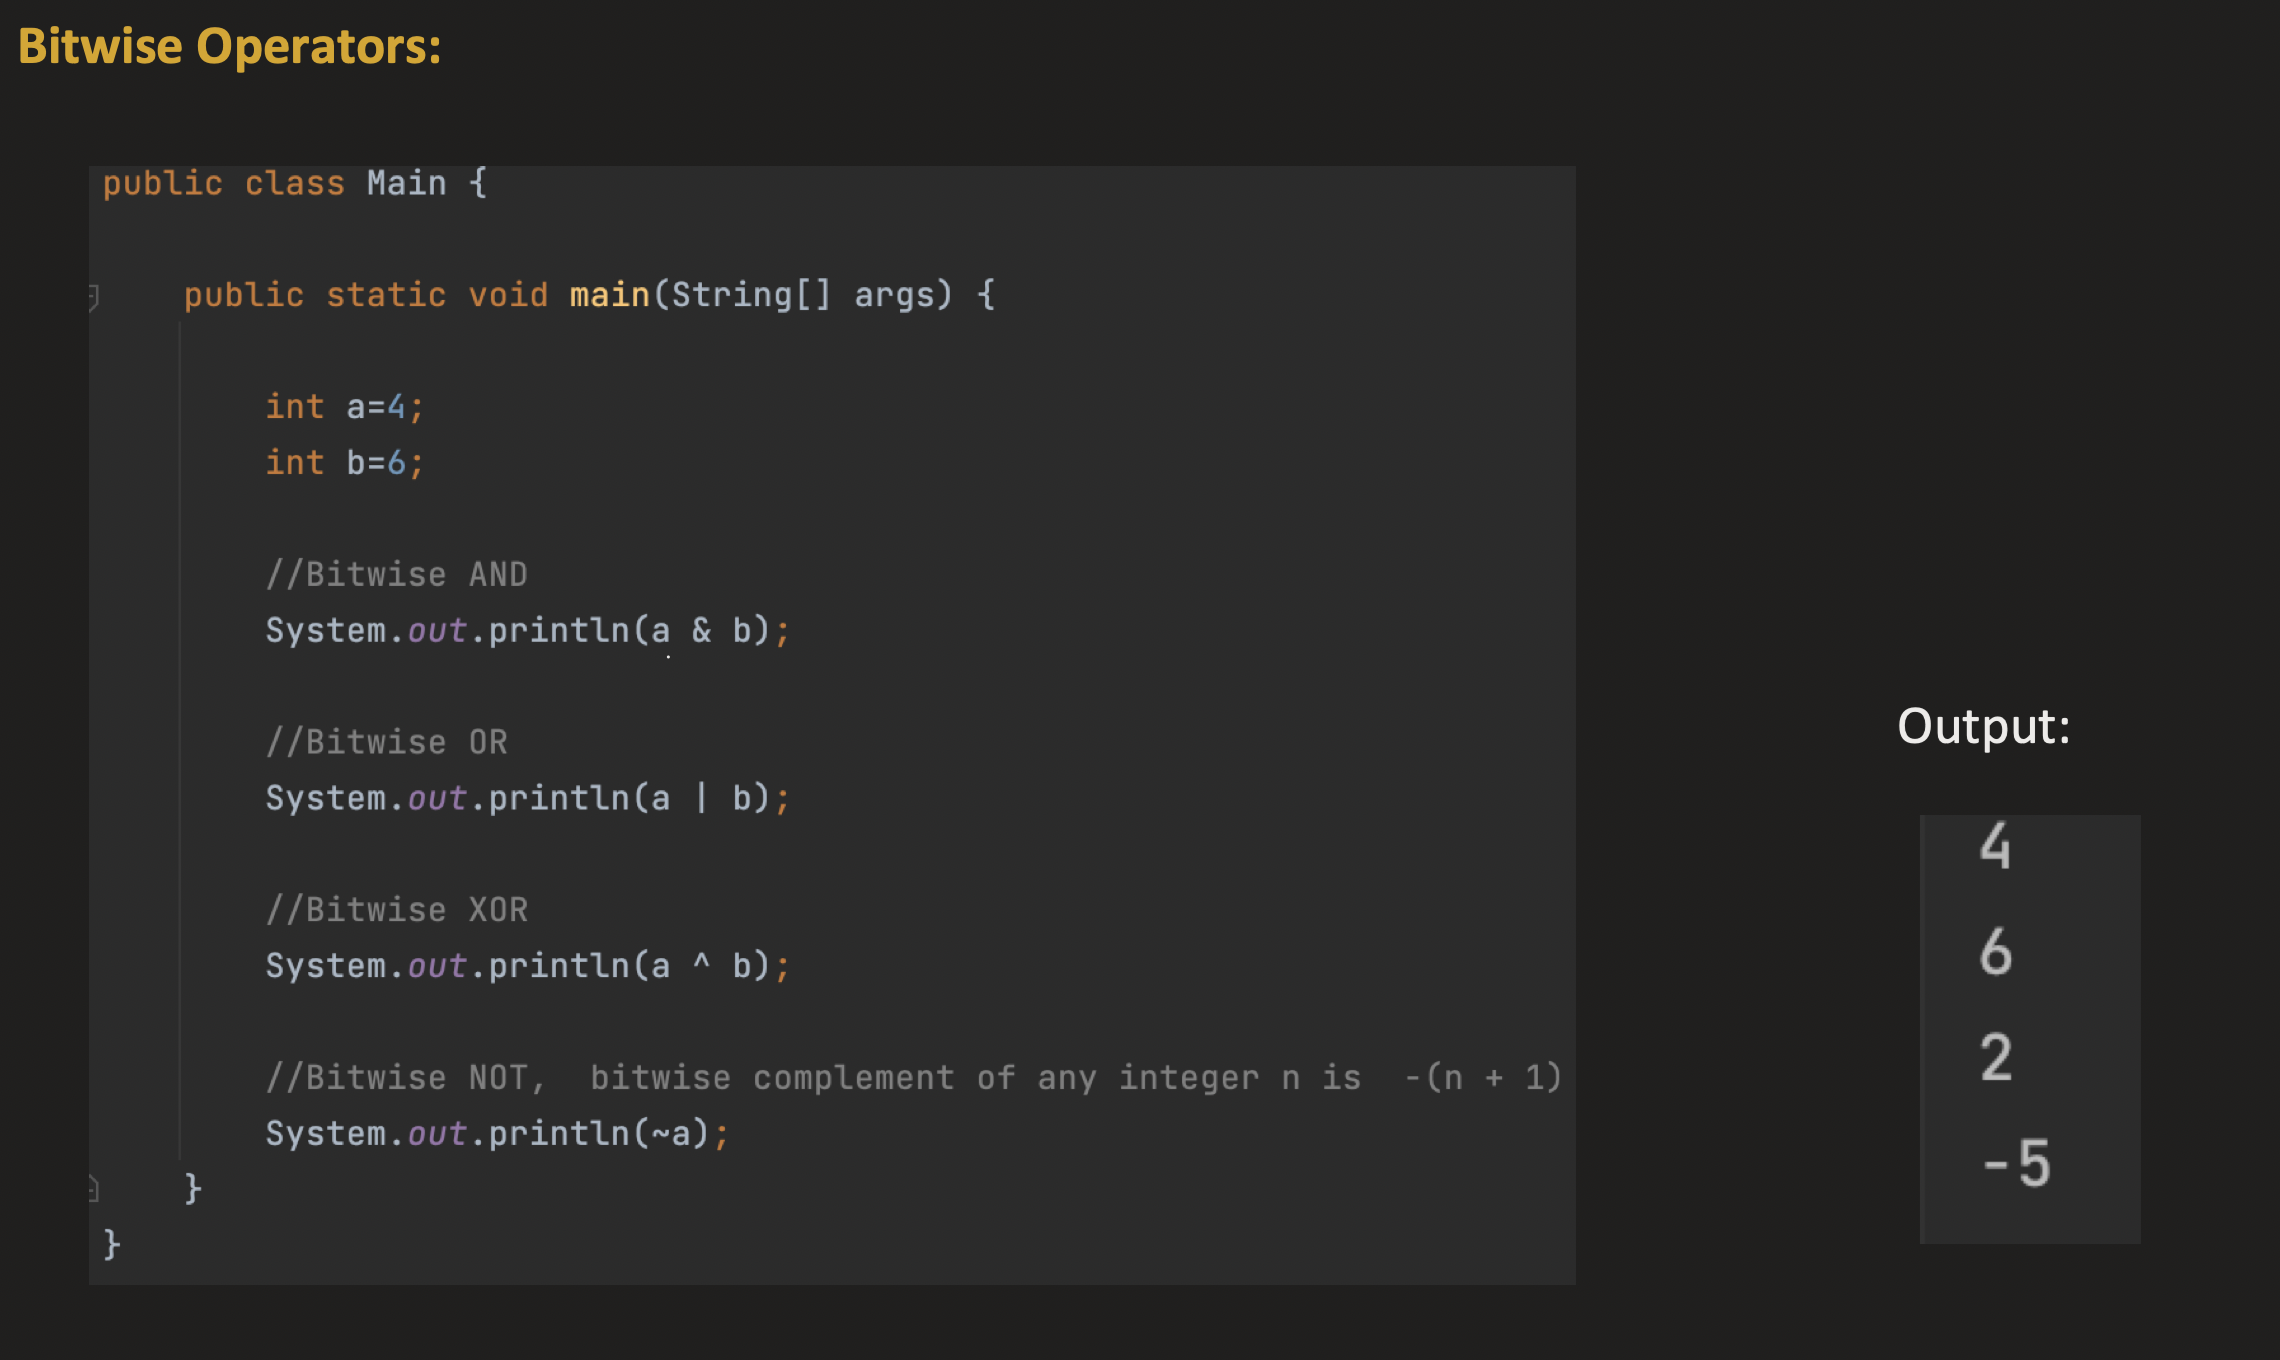 Bitwise Operators:
public class Main {
public static void main(String[] args) {
int a=4;
int b=6;
//Bitwise AND
System.out.println(a & b);
//Bitwise OR
System.out.println(a | b);
//Bitwise XOR
System.out.println(a ^ b);
//Bitwise NOT,  bitwise complement of any integer n is  -(n + 1)
System.out.println(~a);
}
}
Output:
4
6
2
-5